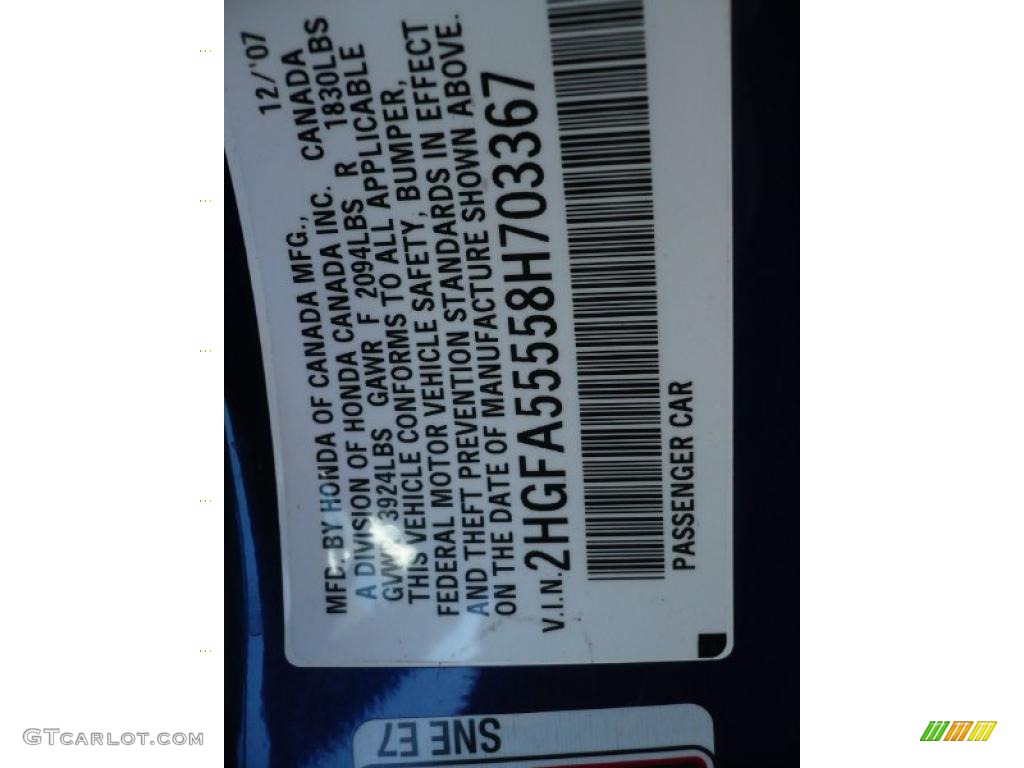 12/'07
MFD. BY HONDA OF CANADA MFG., CANADA
A DIVISION OF HONDA CANADA INC. 1830LBS
GVWR 3924LBS GAWR F 2094LBS R
THIS VEHICLE CONFORMS TO ALL APPLICABLE
FEDERAL MOTOR VEHICLE SAFETY, BUMPER,
AND THEFT PREVENTION STANDARDS IN EFFECT
ON THE DATE OF MANUFACTURE SHOWN ABOVE.
V.I.N. 2HGFA5558H703367
PASSENGER CAR
SNE E7
GTCARLOT.COM